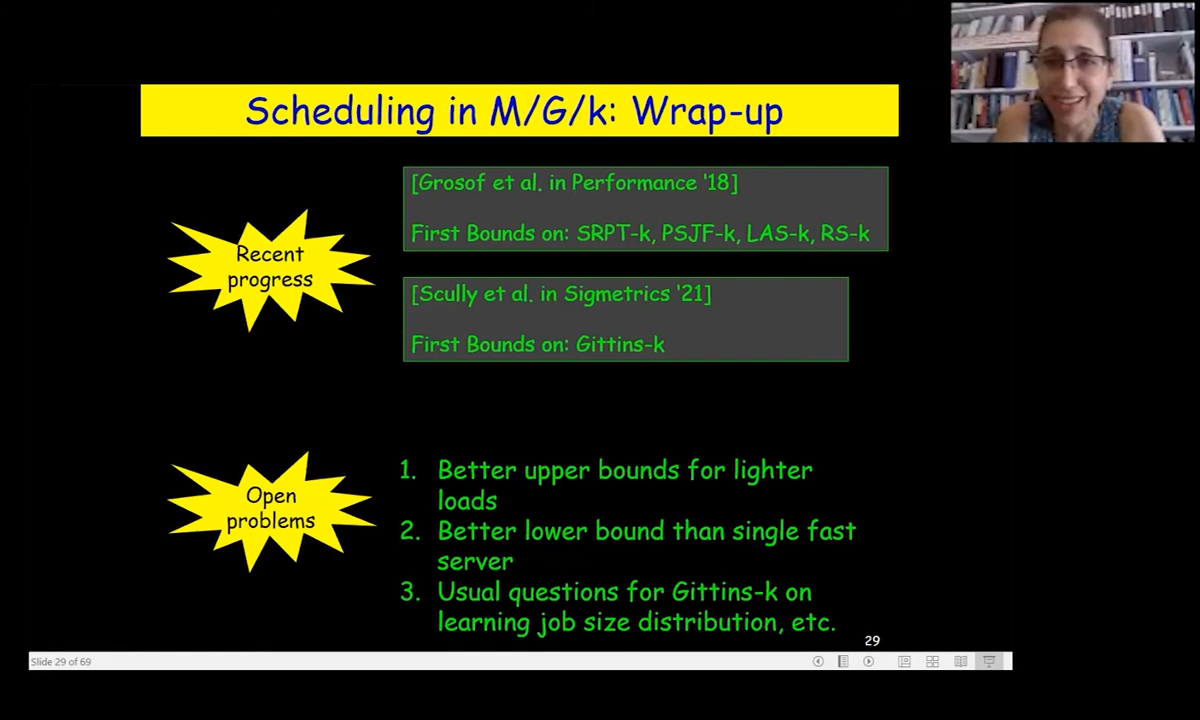 Scheduling in M/G/k: Wrap-up
Recent
progress
[Grosof et al. in Performance ‘18]
First Bounds on: SRPT-k, PSJF-k, LAS-k, RS-k
[Scully et al. in Sigmetrics ‘21]
First Bounds on: Gittins-k
Open
problems
1. Better upper bounds for lighter
loads
2. Better lower bound than single fast
server
3. Usual questions for Gittins-k on
learning job size distribution, etc.
29
Slide 29 of 69